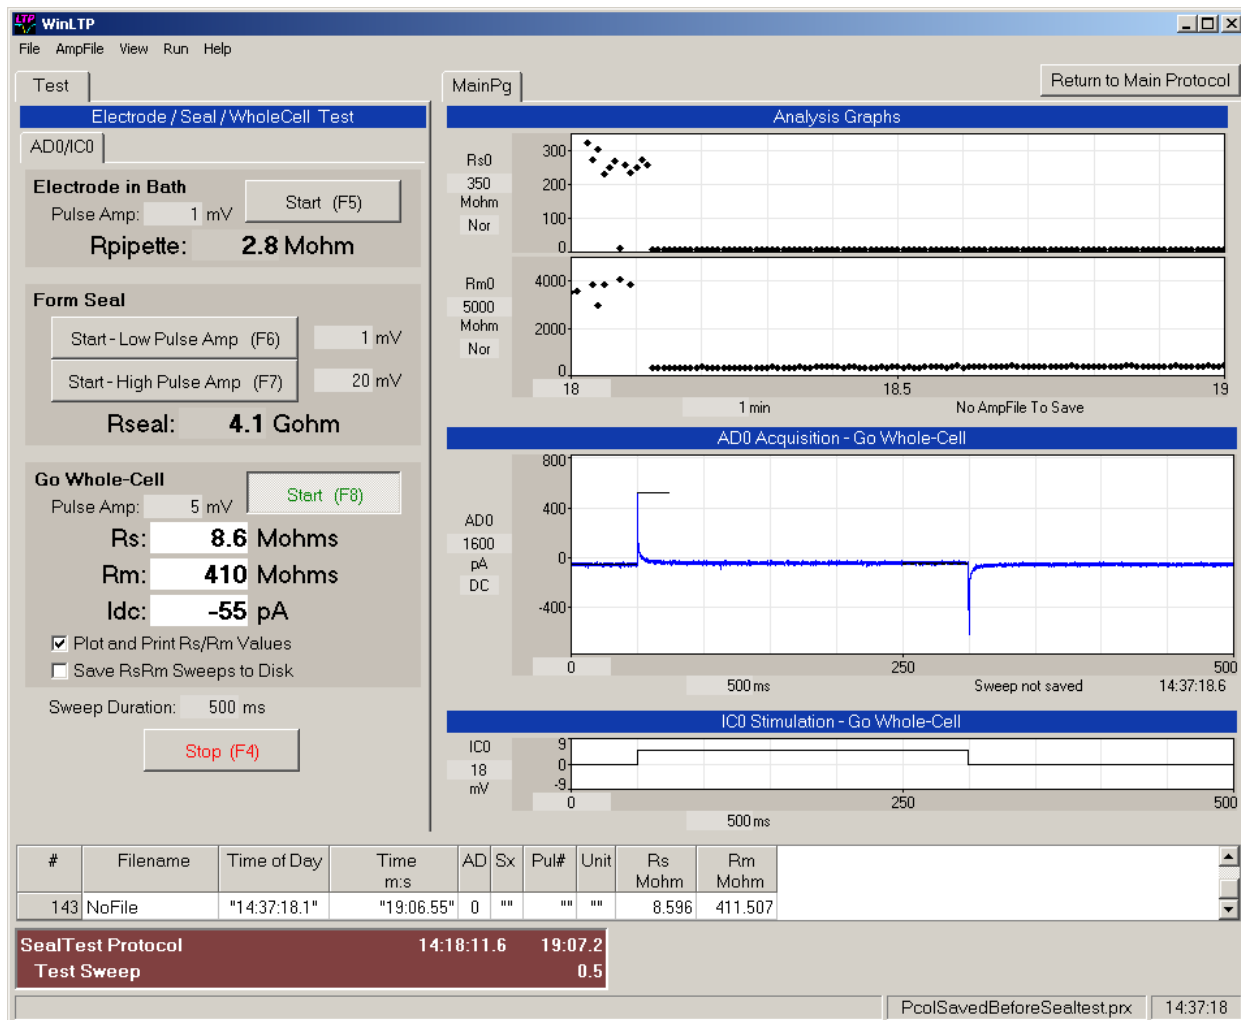 LTP WinLTP
File AmpFile View Run Help
Test
MainPg
Return to Main Protocol
Electrode / Seal / WholeCell Test
AD0/IC0
Electrode in Bath
Pulse Amp: 1 mV
Start (F5)
Rpipette: 2.8 Mohm
Form Seal
Start - Low Pulse Amp (F6) 1 mV
Start - High Pulse Amp (F7) 20 mV
Rseal: 4.1 Gohm
Go Whole-Cell
Pulse Amp: 5 mV
Start (F8)
Rs: 8.6 Mohms
Rm: 410 Mohms
Idc: -55 pA
Plot and Print Rs/Rm Values
Save RsRm Sweeps to Disk
Sweep Duration: 500 ms
Stop (F4)
Analysis Graphs
Rs0
350
Mohm
Nor
300
200
100
0
Rm0
5000
Mohm
Nor
4000
2000
0
18 18.5 19
1 min No AmpFile To Save
AD0 Acquisition - Go Whole-Cell
AD0
1600
pA
DC
800
400
0
-400
0 250 500
500 ms Sweep not saved 14:37:18.6
IC0 Stimulation - Go Whole-Cell
IC0
18
mV
9
0
-9
0 250 500
500 ms
# Filename Time of Day Time m:s AD Sx Pul# Unit Rs Mohm Rm Mohm
143 NoFile "14:37:18.1" "19:06.55" 0 "" "" "" 8.596 411.507
SealTest Protocol 14:18:11.6 19:07.2
Test Sweep 0.5
PcolSavedBeforeSealtest.prx 14:37:18